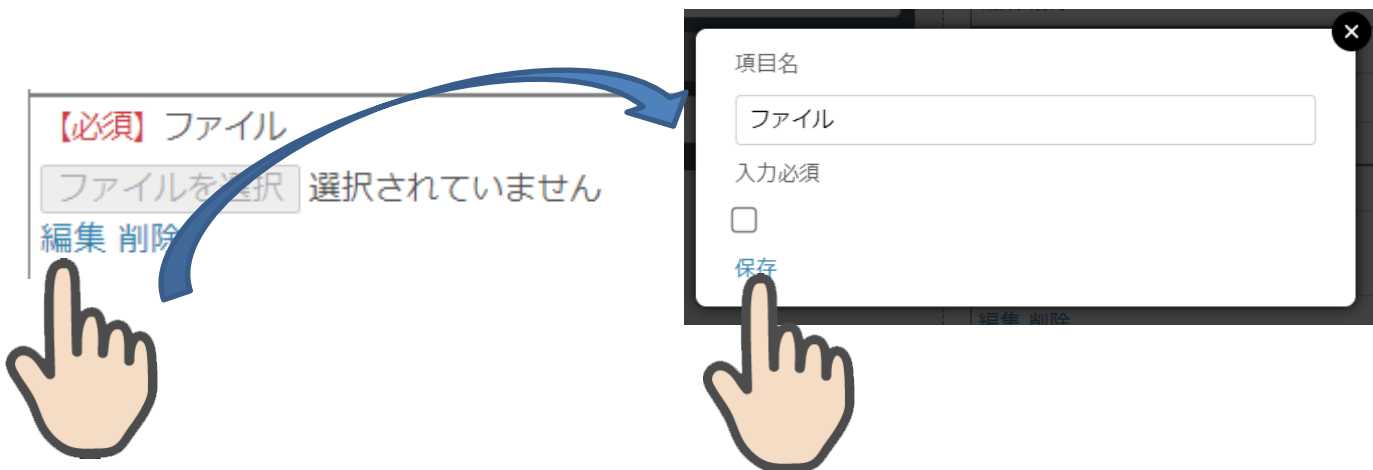 【必須】ファイル
ファイルを選択 選択されていません
編集 削除
項目名
ファイル
入力必須
保存
編集 削除